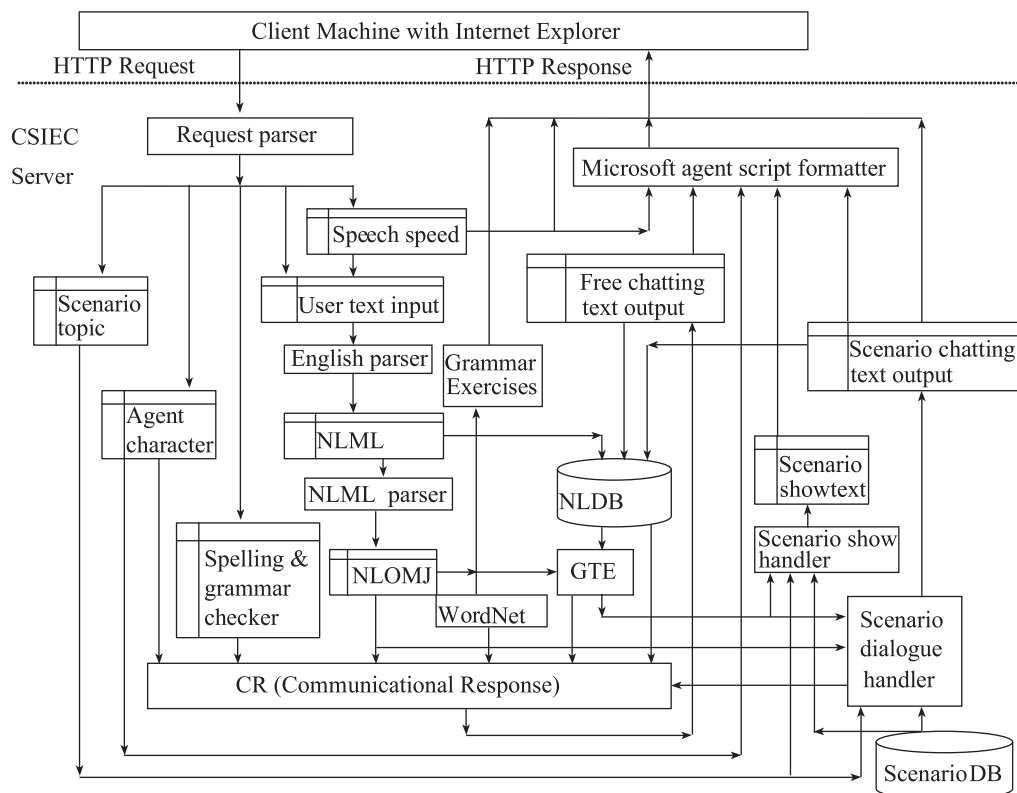 Client Machine with Internet Explorer
HTTP Request
HTTP Response
CSIEC
Server
Request parser
Microsoft agent script formatter
Speech speed
Scenario
topic
User text input
Free chatting
text output
English parser
Grammar
Exercises
Scenario chatting
text output
Agent
character
NLML
Scenario
showtext
NLML parser
NLDB
Spelling &
grammar
checker
NLOMJ
GTE
Scenario show
handler
WordNet
Scenario
dialogue
handler
CR (Communicational Response)
ScenarioDB